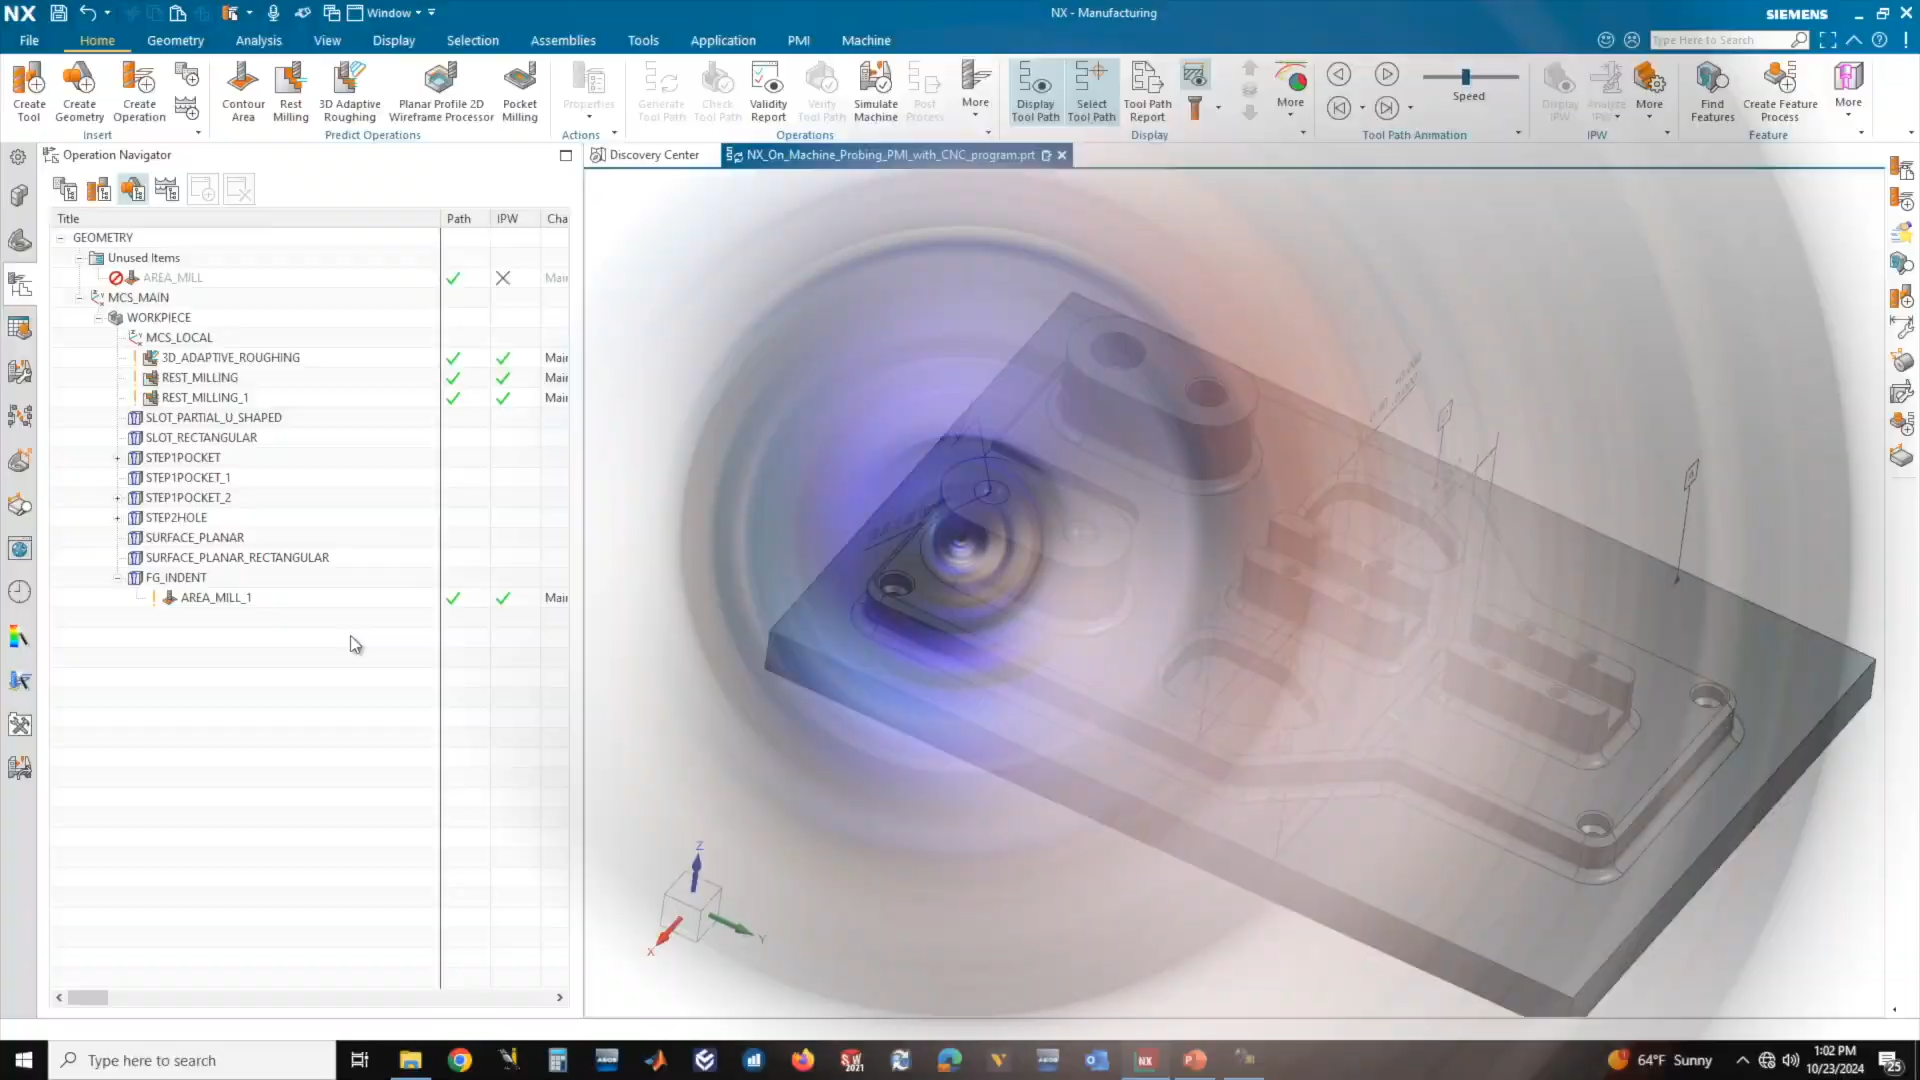 NX Window NX - Manufacturing SIEMENS
File Home Geometry Analysis View Display Selection Assemblies Tools Application PMI Machine Type Here to Search
Create Tool
Create Geometry
Create Operation
Contour Area
Rest Milling
3D Adaptive Roughing
Planar Profile 2D Wireframe Processor
Pocket Milling
Properties
Generate Tool Path
Check Tool Path
Validity Report
Verify Tool Path
Simulate Machine
Post Process
More
Display Tool Path
Select Tool Path
Tool Path Report
More
Speed
Display IPW
Analyze IPW
More
Find Features
Create Feature Process
More
Insert Predict Operations Actions Operations Display Tool Path Animation IPW Feature
Operation Navigator Discovery Center NX_On_Machine_Probing_PMI_with_CNC_program.prt
Title Path IPW Cha
GEOMETRY
Unused Items
AREA_MILL Mair
MCS_MAIN
WORKPIECE
MCS_LOCAL
3D_ADAPTIVE_ROUGHING Mair
REST_MILLING Mair
REST_MILLING_1 Mair
SLOT_PARTIAL_U_SHAPED
SLOT_RECTANGULAR
STEP1POCKET
STEP1POCKET_1
STEP1POCKET_2
STEP2HOLE
SURFACE_PLANAR
SURFACE_PLANAR_RECTANGULAR
FG_INDENT
AREA_MILL_1 Mair
Z
Y
X
Type here to search 64°F Sunny 1:02 PM
10/23/2024 25